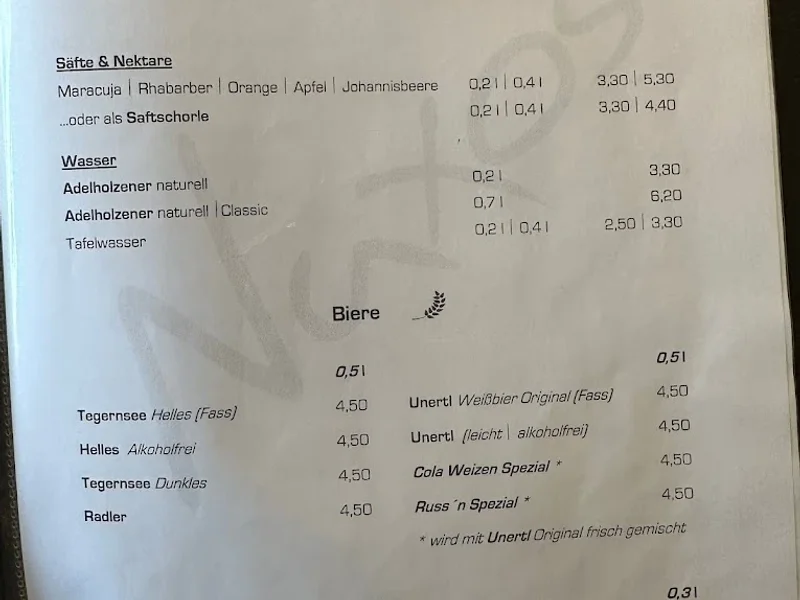 Säfte & Nektare
Maracuja | Rhabarber | Orange | Apfel | Johannisbeere 0,2 l | 0,4 l 3,30 | 5,30
...oder als Saftschorle 0,2 l | 0,4 l 3,30 | 4,40
Wasser
Adelholzener naturell 0,2 l 3,30
Adelholzener naturell | Classic 0,7 l 6,20
Tafelwasser 0,2 l | 0,4 l 2,50 | 3,30
Biere
0,5 l 0,5 l
Tegernsee Helles (Fass) 4,50 Unertl Weißbier Original (Fass) 4,50
Helles Alkoholfrei 4,50 Unertl (leicht | alkoholfrei) 4,50
Tegernsee Dunkles 4,50 Cola Weizen Spezial * 4,50
Radler 4,50 Russ´n Spezial * 4,50
* wird mit Unertl Original frisch gemischt
0,3 l